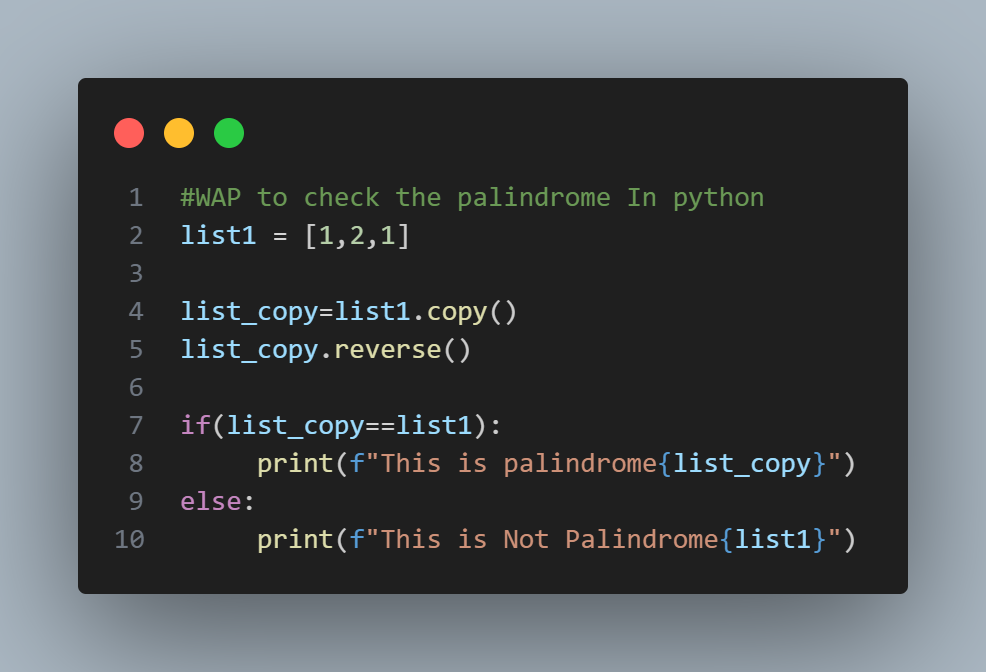 1 #WAP to check the palindrome In python
2 list1 = [1,2,1]
3
4 list_copy=list1.copy()
5 list_copy.reverse()
6
7 if(list_copy==list1):
8      print(f"This is palindrome{list_copy}")
9 else:
10      print(f"This is Not Palindrome{list1}")